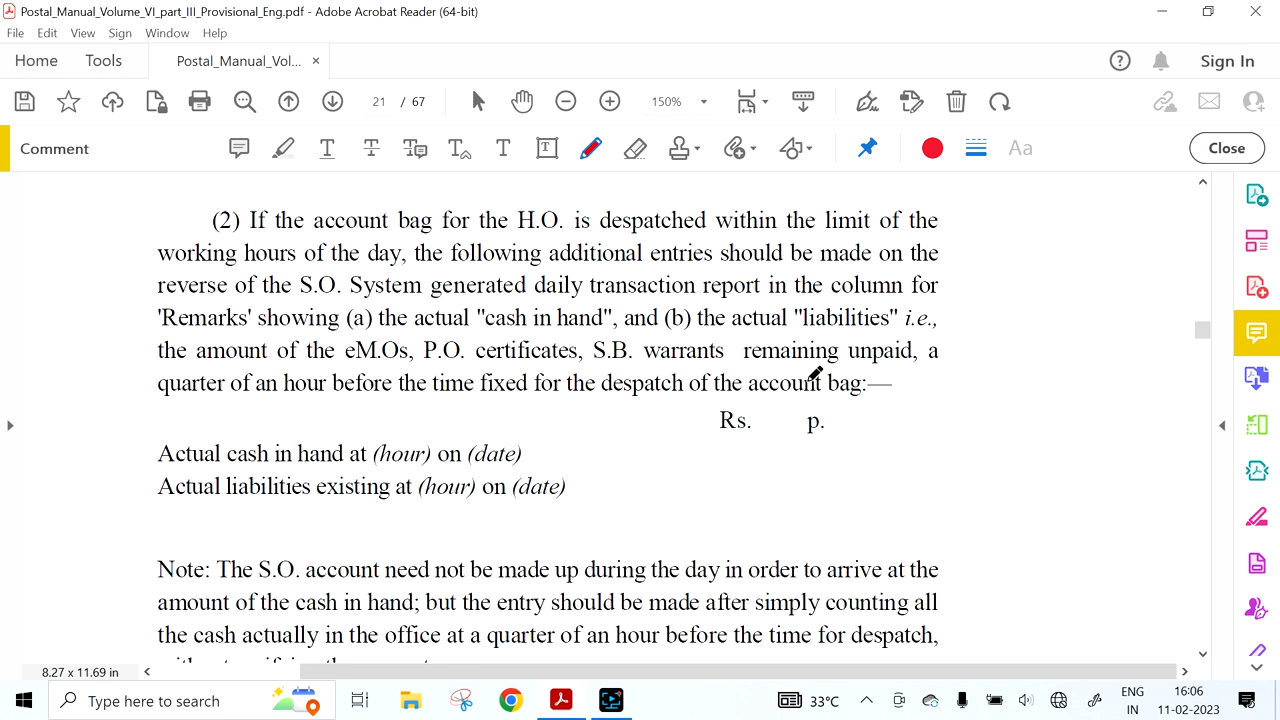 Postal_Manual_Volume_VI_part_III_Provisional_Eng.pdf - Adobe Acrobat Reader (64-bit)
File Edit View Sign Window Help
Home Tools Postal_Manual_Vol... × Sign In
21 / 67 150%
Comment Aa Close
(2) If the account bag for the H.O. is despatched within the limit of the
working hours of the day, the following additional entries should be made on the
reverse of the S.O. System generated daily transaction report in the column for
'Remarks' showing (a) the actual "cash in hand", and (b) the actual "liabilities" i.e.,
the amount of the eM.Os, P.O. certificates, S.B. warrants remaining unpaid, a
quarter of an hour before the time fixed for the despatch of the account bag:—
Rs. p.
Actual cash in hand at (hour) on (date)
Actual liabilities existing at (hour) on (date)
Note: The S.O. account need not be made up during the day in order to arrive at the
amount of the cash in hand; but the entry should be made after simply counting all
the cash actually in the office at a quarter of an hour before the time for despatch,
8.27 x 11.69 in
Type here to search 33°C ENG 16:06
IN 11-02-2023